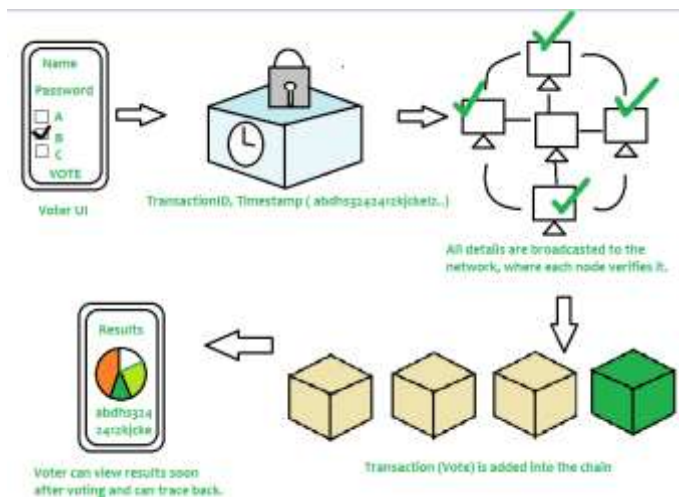 Name
Password
A
B
C
VOTE
Voter UI
TransactionID, Timestamp ( abdhs32424r2kjckelz..)
All details are broadcasted to the
network, where each node verifies it.
Results
abdhs324
24r2kjcke
Voter can view results soon
after voting and can trace back.
Transaction (Vote) is added into the chain